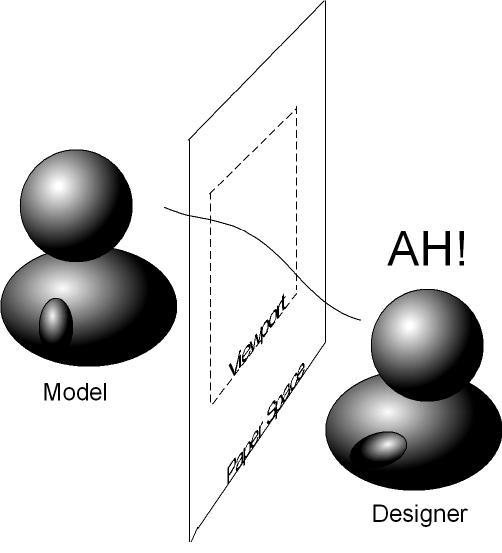 AH!
Viewport
Paper Space
Model
Designer